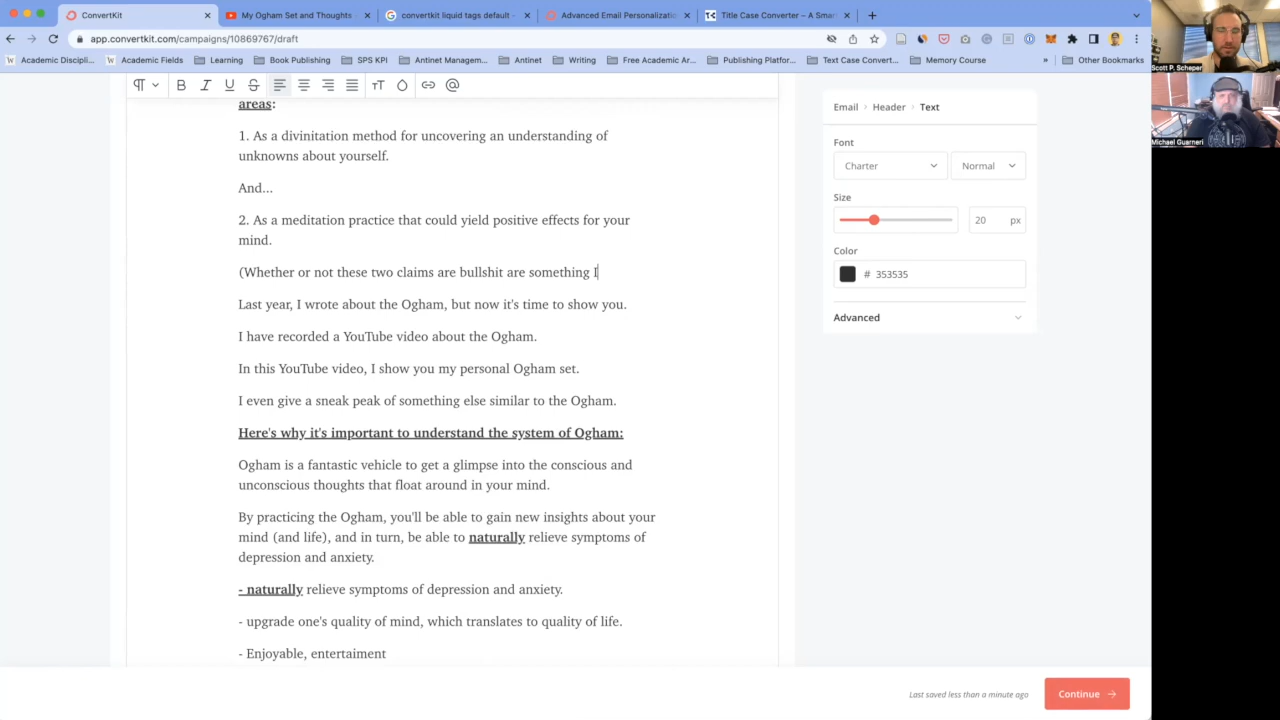 ConvertKit
My Ogham Set and Thoughts
convertkit liquid tags default -
Advanced Email Personalizatio
Title Case Converter – A Smar
app.convertkit.com/campaigns/10869767/draft
Academic Discipli...
Academic Fields
Learning
Book Publishing
SPS KPI
Antinet Managem...
Antinet
Writing
Free Academic Ar...
Publishing Platfor...
Text Case Convert...
Memory Course
»
Other Bookmarks
Scott P. Scheper
Michael Guarneri
areas:
1. As a divinitation method for uncovering an understanding of
unknowns about yourself.
And...
2. As a meditation practice that could yield positive effects for your
mind.
(Whether or not these two claims are bullshit are something I
Last year, I wrote about the Ogham, but now it's time to show you.
I have recorded a YouTube video about the Ogham.
In this YouTube video, I show you my personal Ogham set.
I even give a sneak peak of something else similar to the Ogham.
Here's why it's important to understand the system of Ogham:
Ogham is a fantastic vehicle to get a glimpse into the conscious and
unconscious thoughts that float around in your mind.
By practicing the Ogham, you'll be able to gain new insights about your
mind (and life), and in turn, be able to naturally relieve symptoms of
depression and anxiety.
- naturally relieve symptoms of depression and anxiety.
- upgrade one's quality of mind, which translates to quality of life.
- Enjoyable, entertaiment
Email › Header › Text
Font
Charter
Normal
Size
20 px
Color
# 353535
Advanced
Last saved less than a minute ago
Continue →